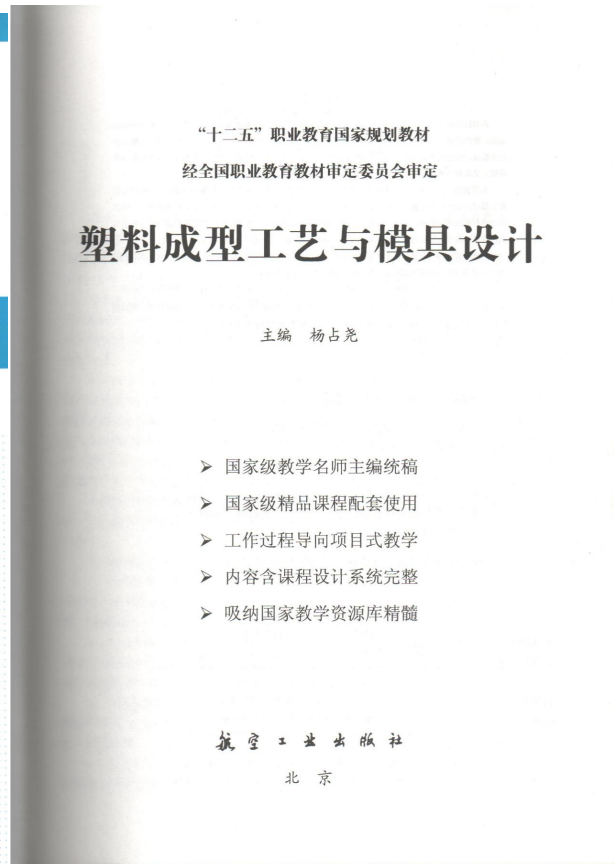 “十二五”职业教育国家规划教材
经全国职业教育教材审定委员会审定
塑料成型工艺与模具设计
主编 杨占尧
➢ 国家级教学名师主编统稿
➢ 国家级精品课程配套使用
➢ 工作过程导向项目式教学
➢ 内容含课程设计系统完整
➢ 吸纳国家教学资源库精髓
航空工业出版社
北 京